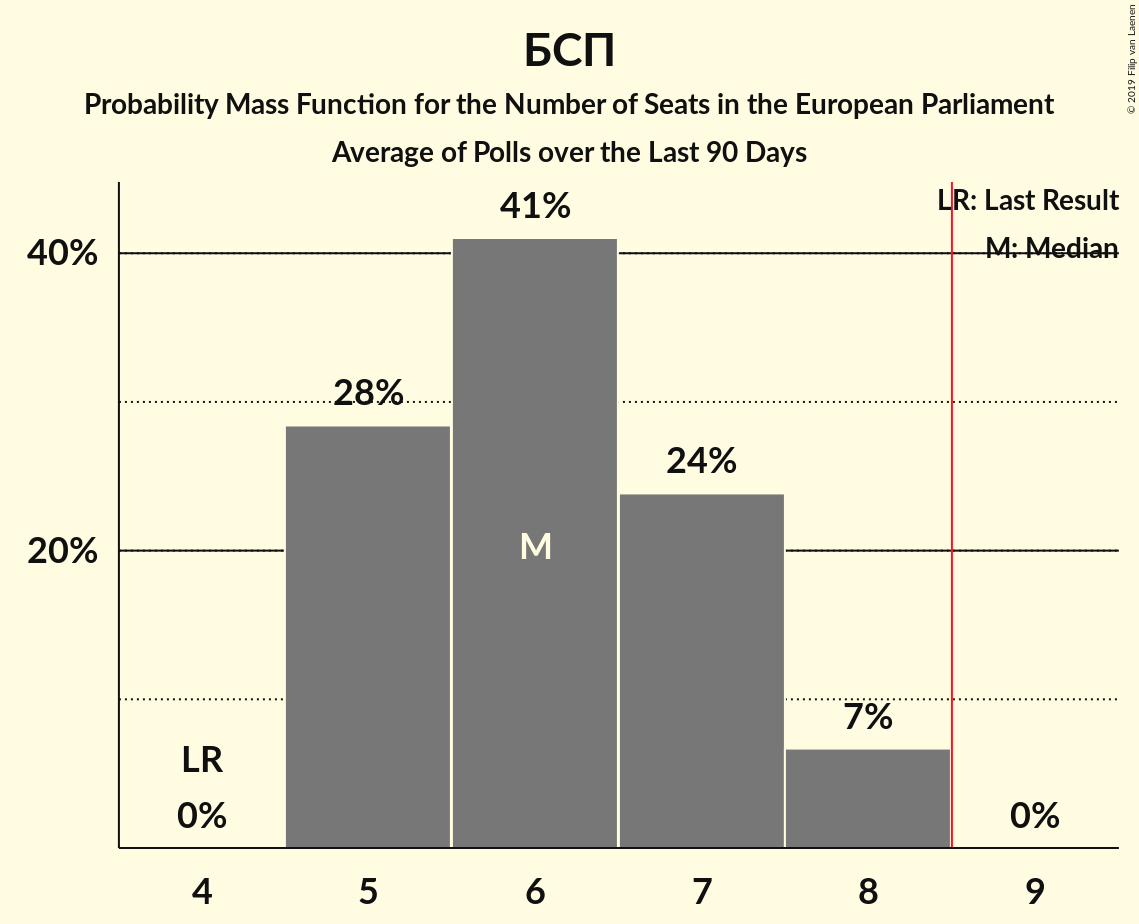 БСП
Probability Mass Function for the Number of Seats in the European Parliament
Average of Polls over the Last 90 Days
© 2019 Filip van Laenen
LR: Last Result
M: Median
41%
40%
28%
24%
20%
M
7%
LR
0%
0%
4 5 6 7 8 9